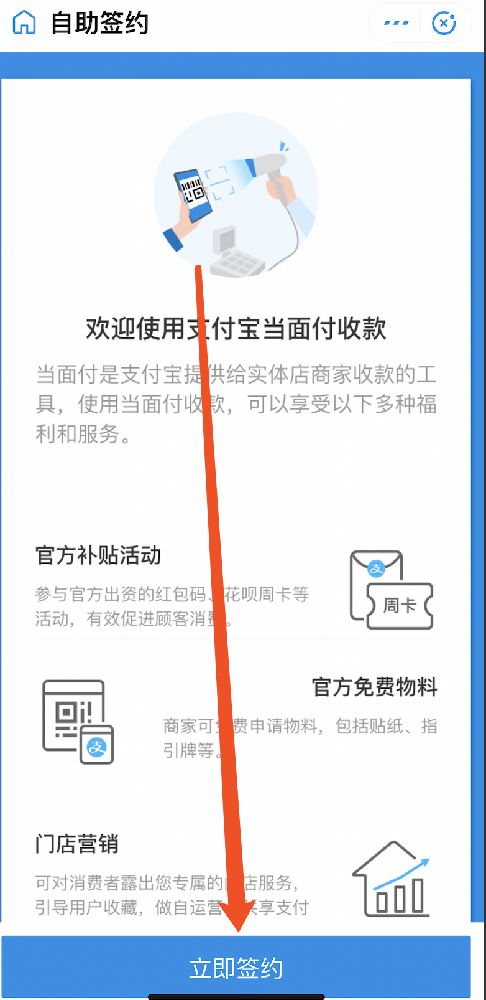 自助签约
欢迎使用支付宝当面付收款
当面付是支付宝提供给实体店商家收款的工
具，使用当面付收款，可以享受以下多种福
利和服务。
官方补贴活动
参与官方出资的红包码、花呗周卡等
活动，有效促进顾客消费。
支
周卡
官方免费物料
商家可免费申请物料，包括贴纸、指
引牌等。
支
门店营销
可对消费者露出您专属的门店服务，
引导用户收藏，做自运营，共享支付
立即签约